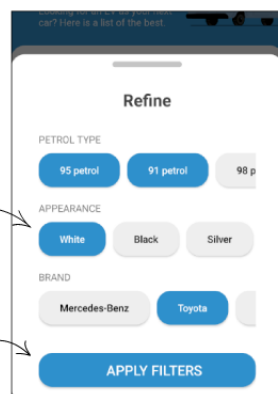 car? Here is a list of the best.
Refine
PETROL TYPE
95 petrol 91 petrol 98 p
APPEARANCE
White Black Silver
BRAND
Mercedes-Benz Toyota
APPLY FILTERS